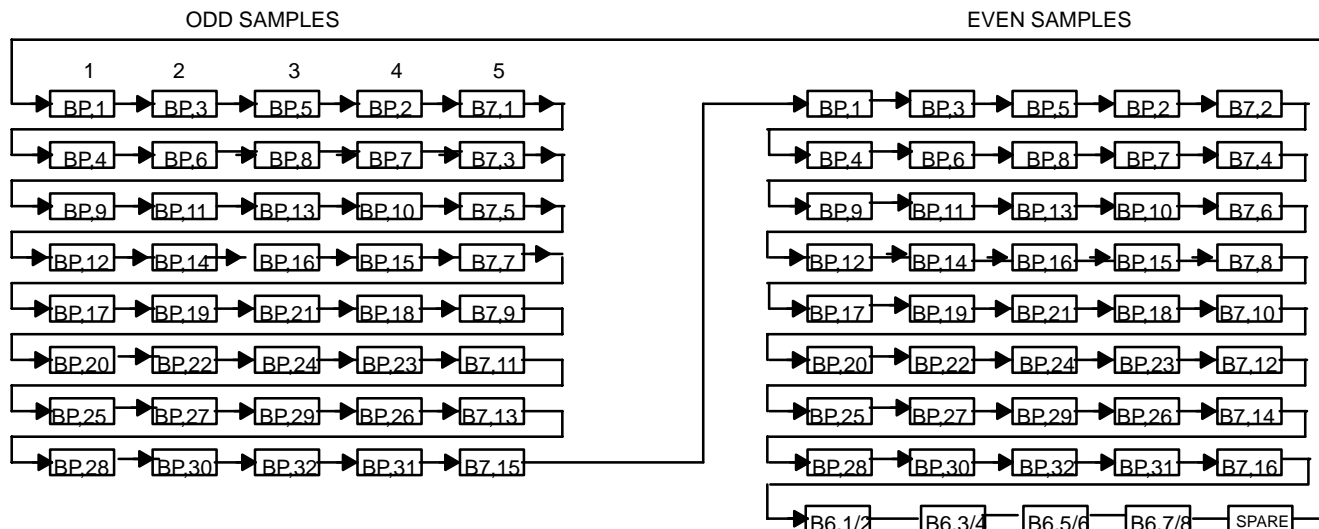 ODD SAMPLES EVEN SAMPLES
1 2 3 4 5
BP,1 BP,3 BP,5 BP,2 B7,1 BP,1 BP,3 BP,5 BP,2 B7,2
BP,4 BP,6 BP,8 BP,7 B7,3 BP,4 BP,6 BP,8 BP,7 B7,4
BP,9 BP,11 BP,13 BP,10 B7,5 BP,9 BP,11 BP,13 BP,10 B7,6
BP,12 BP,14 BP,16 BP,15 B7,7 BP,12 BP,14 BP,16 BP,15 B7,8
BP,17 BP,19 BP,21 BP,18 B7,9 BP,17 BP,19 BP,21 BP,18 B7,10
BP,20 BP,22 BP,24 BP,23 B7,11 BP,20 BP,22 BP,24 BP,23 B7,12
BP,25 BP,27 BP,29 BP,26 B7,13 BP,25 BP,27 BP,29 BP,26 B7,14
BP,28 BP,30 BP,32 BP,31 B7,15 BP,28 BP,30 BP,32 BP,31 B7,16
B6,1/2 B6,3/4 B6,5/6 B6,7/8 SPARE